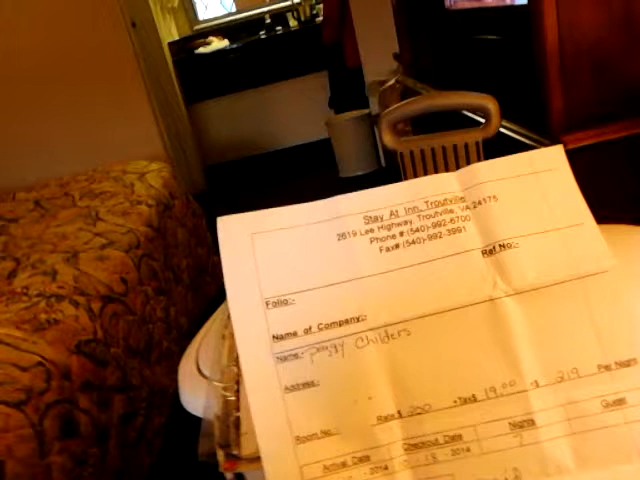 Stay At Inn, Troutville
2619 Lee Highway, Troutville, VA 24175
Phone # (540)-992-6700
Fax# (540)-992-3991
Ref No:-
Folio:-
Name of Company:-
Name:- Peggy Childers
Address:-
Rate $ 200 +Tax$ 19.00 = $ 219 Per Night
Room No:-
Arrival Date Checkout Date Nights Guest
-2014 -2014 7